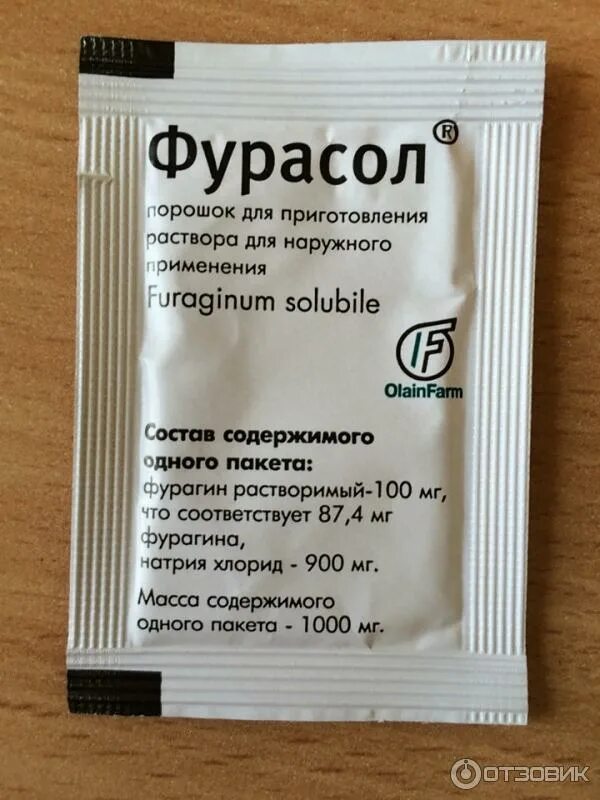 Фурасол®
порошок для приготовления
раствора для наружного
применения
Furaginum solubile
OlainFarm
Состав содержимого
одного пакета:
фурагин растворимый-100 мг,
что соответствует 87,4 мг
фурагина,
натрия хлорид - 900 мг.
Масса содержимого
одного пакета - 1000 мг.
ОТЗОВИК